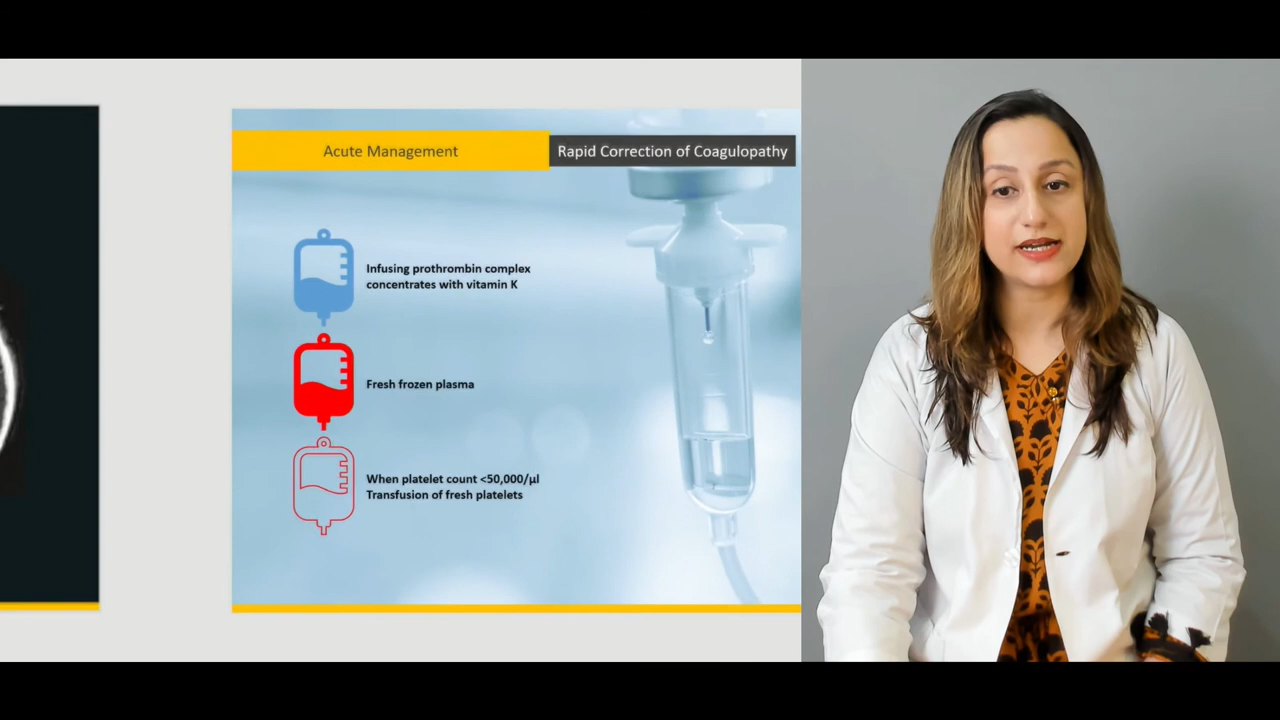 Acute Management
Rapid Correction of Coagulopathy
Infusing prothrombin complex
concentrates with vitamin K
Fresh frozen plasma
When platelet count <50,000/µl
Transfusion of fresh platelets